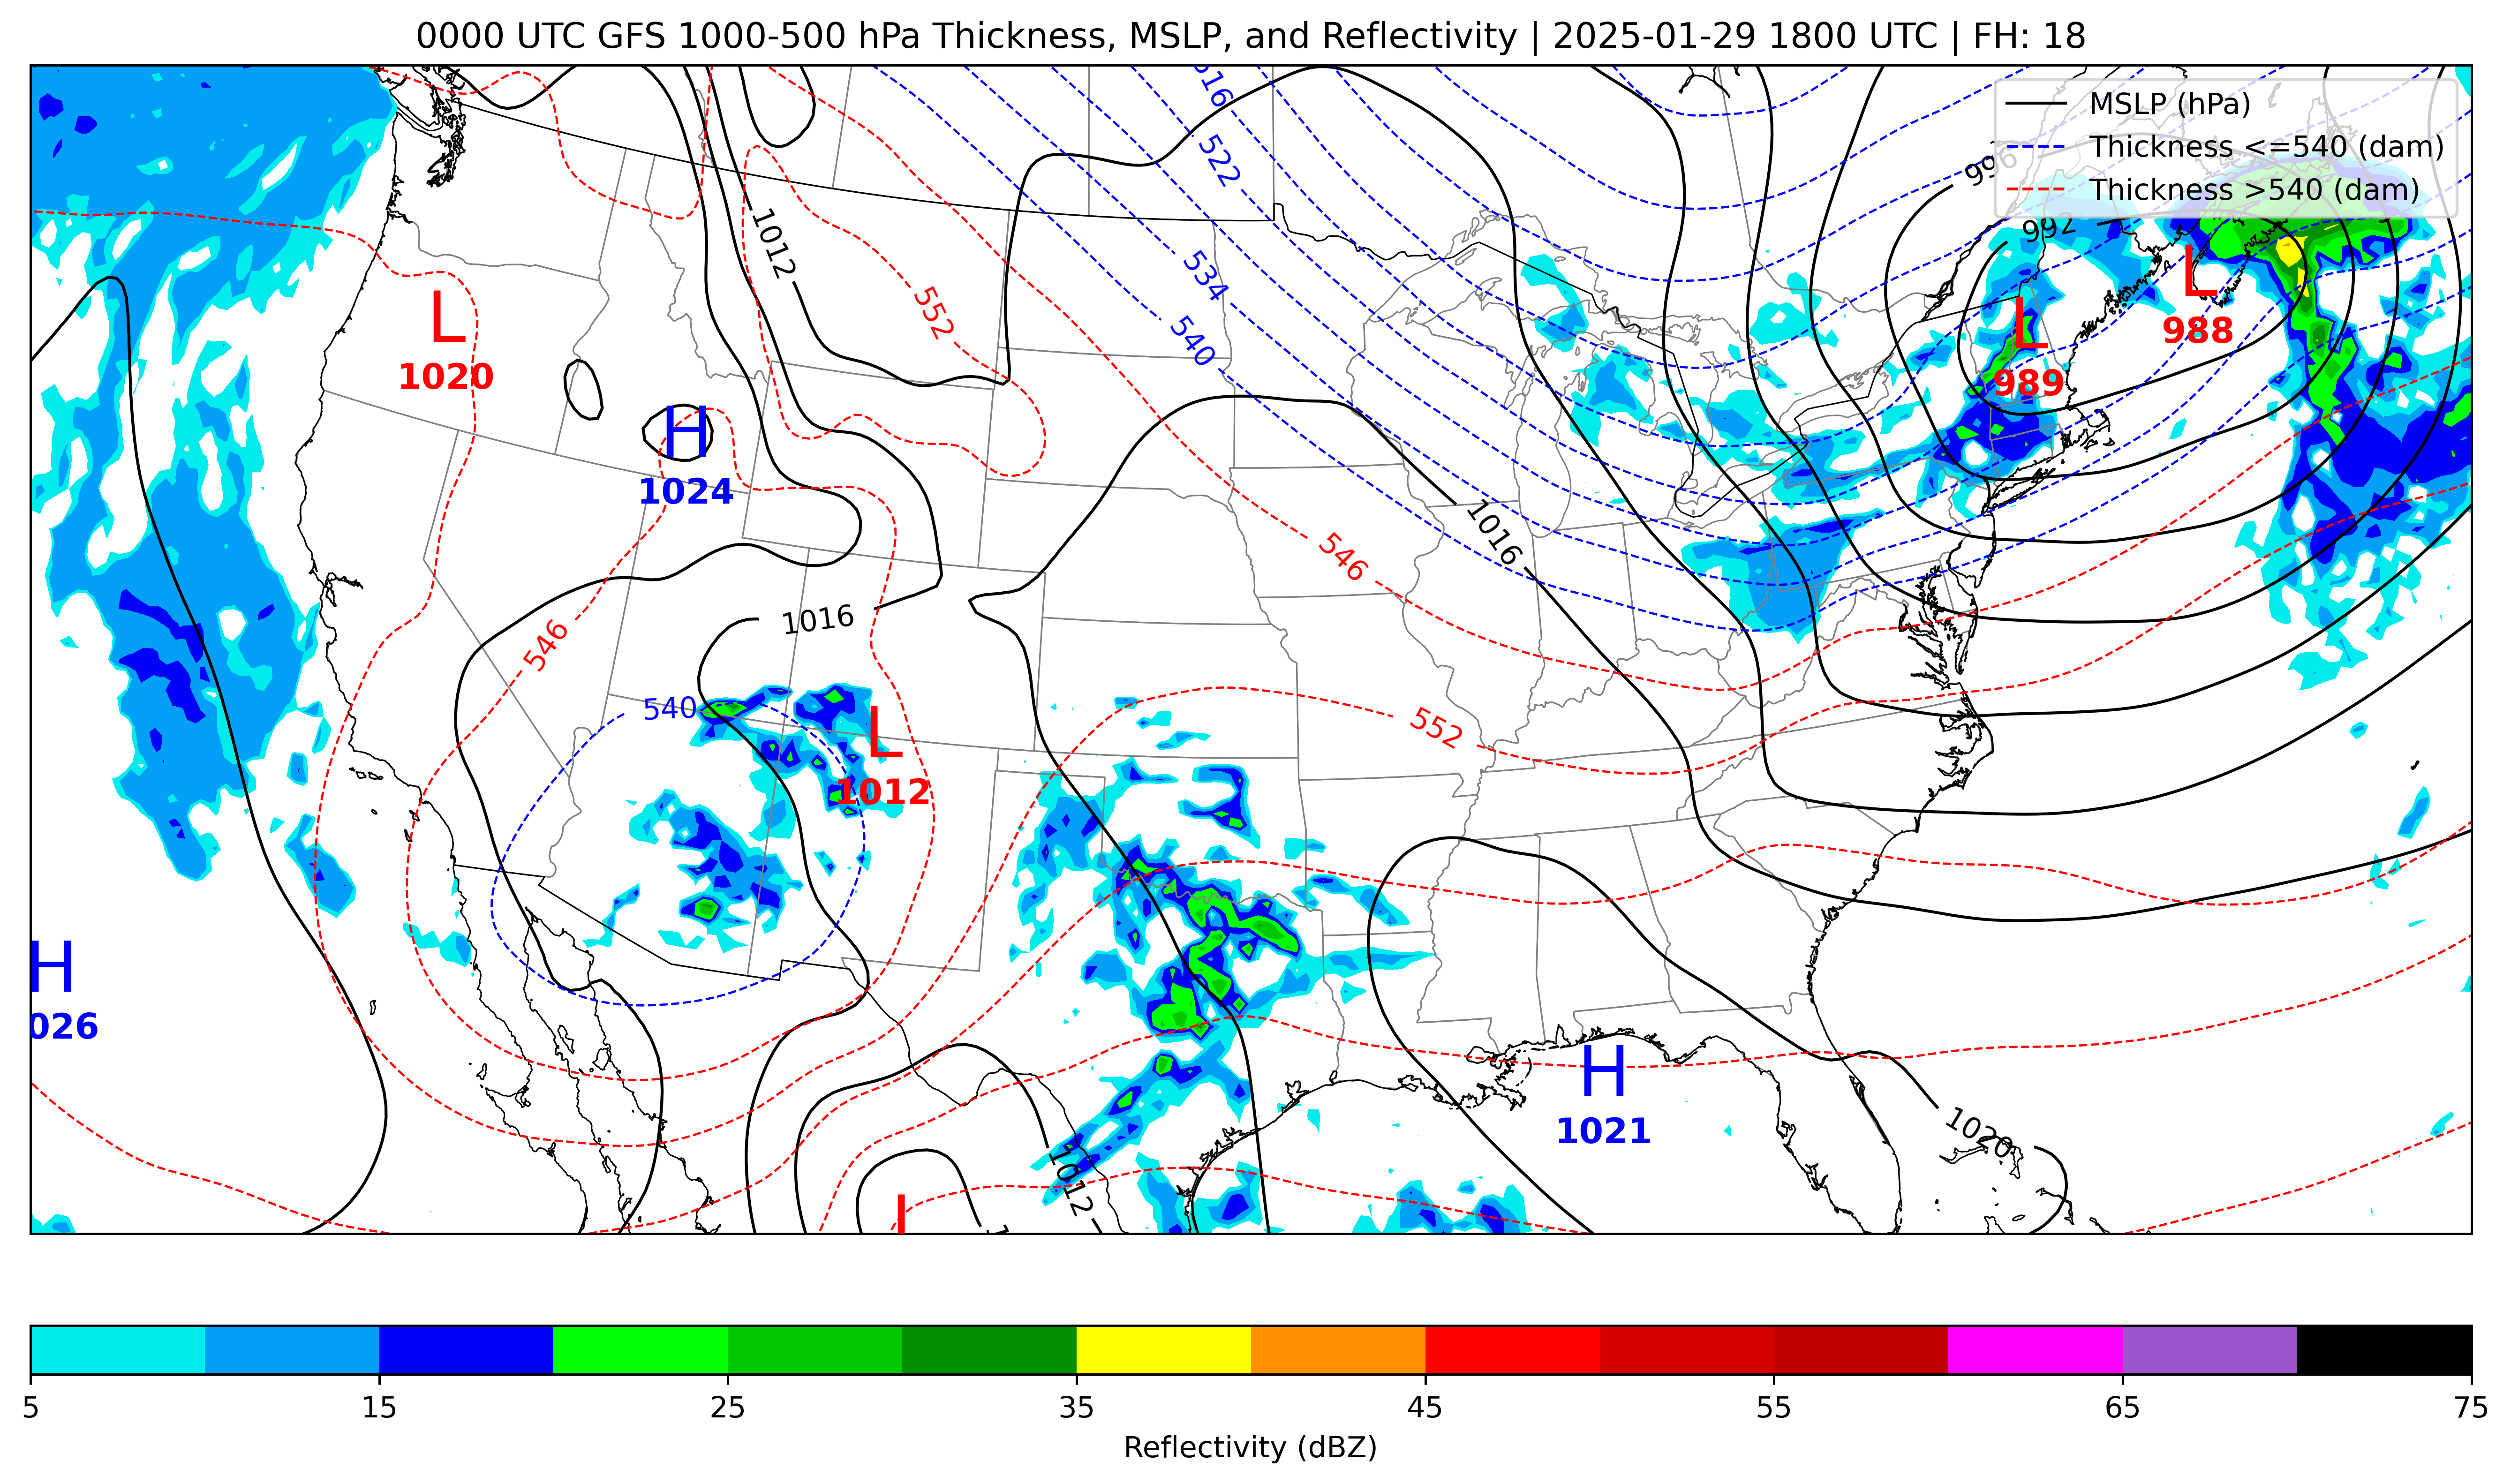 0000 UTC GFS 1000-500 hPa Thickness, MSLP, and Reflectivity | 2025-01-29 1800 UTC | FH: 18
MSLP (hPa)
Thickness <=540 (dam)
Thickness >540 (dam)
516
522
996
992
1012
534
552
540
L
988
L
989
L
1020
H
1024
1016
546
1016
546
540
552
L
1012
H
026
H
1021
1020
1012
L
5
15
25
35
45
55
65
75
Reflectivity (dBZ)